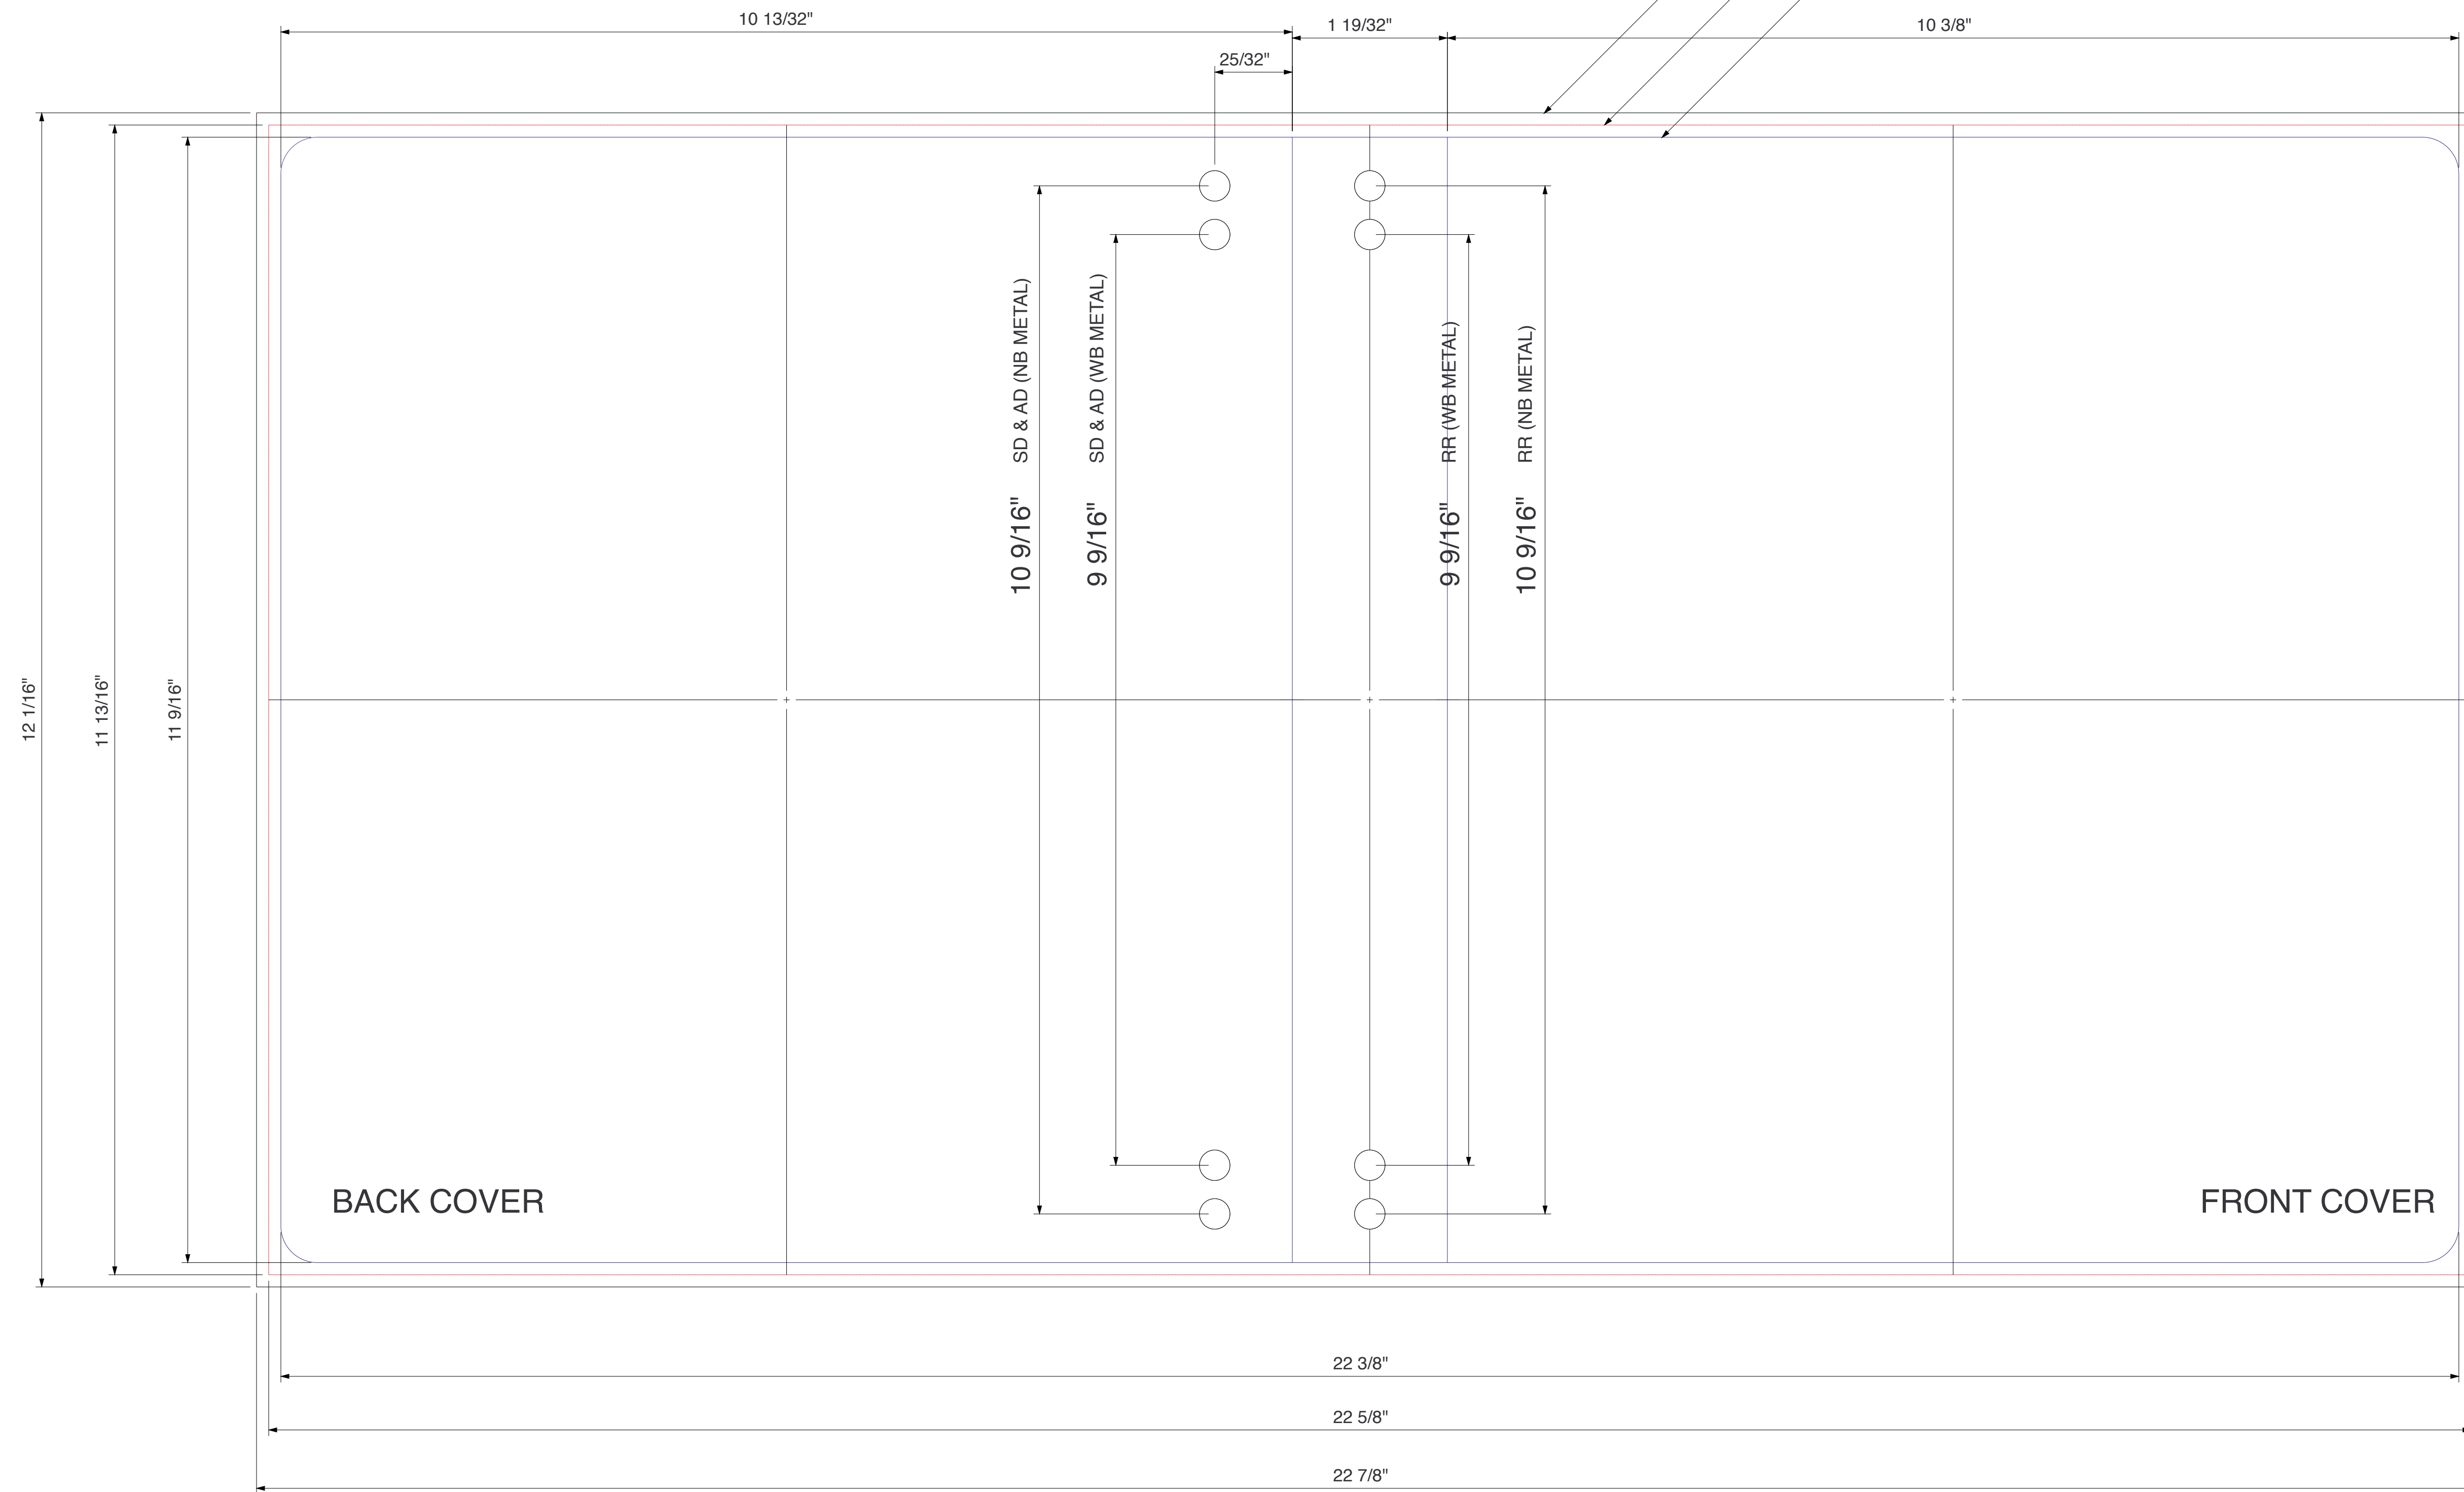 10 13/32"
1 19/32"
10 3/8"
25/32"
SD & AD (NB METAL)
10 9/16"
SD & AD (WB METAL)
9 9/16"
RR (WB METAL)
9 9/16"
RR (NB METAL)
10 9/16"
12 1/16"
11 13/16"
11 9/16"
BACK COVER
FRONT COVER
22 3/8"
22 5/8"
22 7/8"